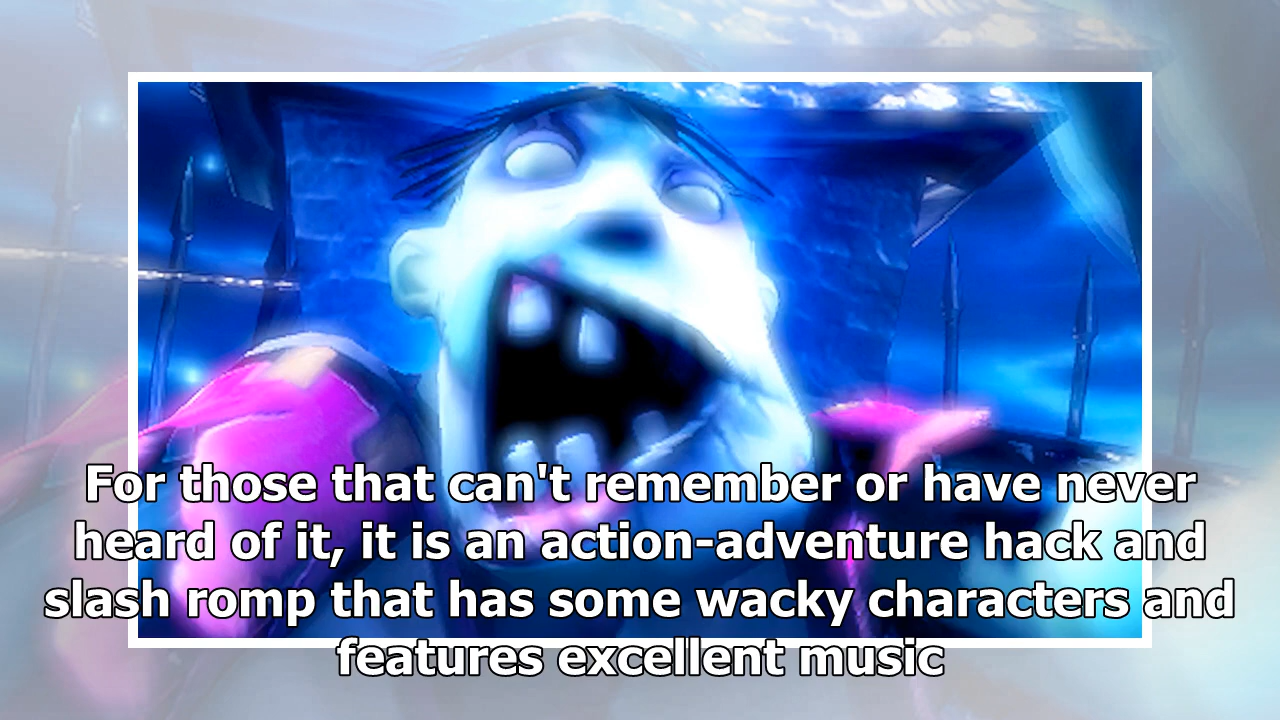 For those that can't remember or have never
heard of it, it is an action-adventure hack and
slash romp that has some wacky characters and
features excellent music